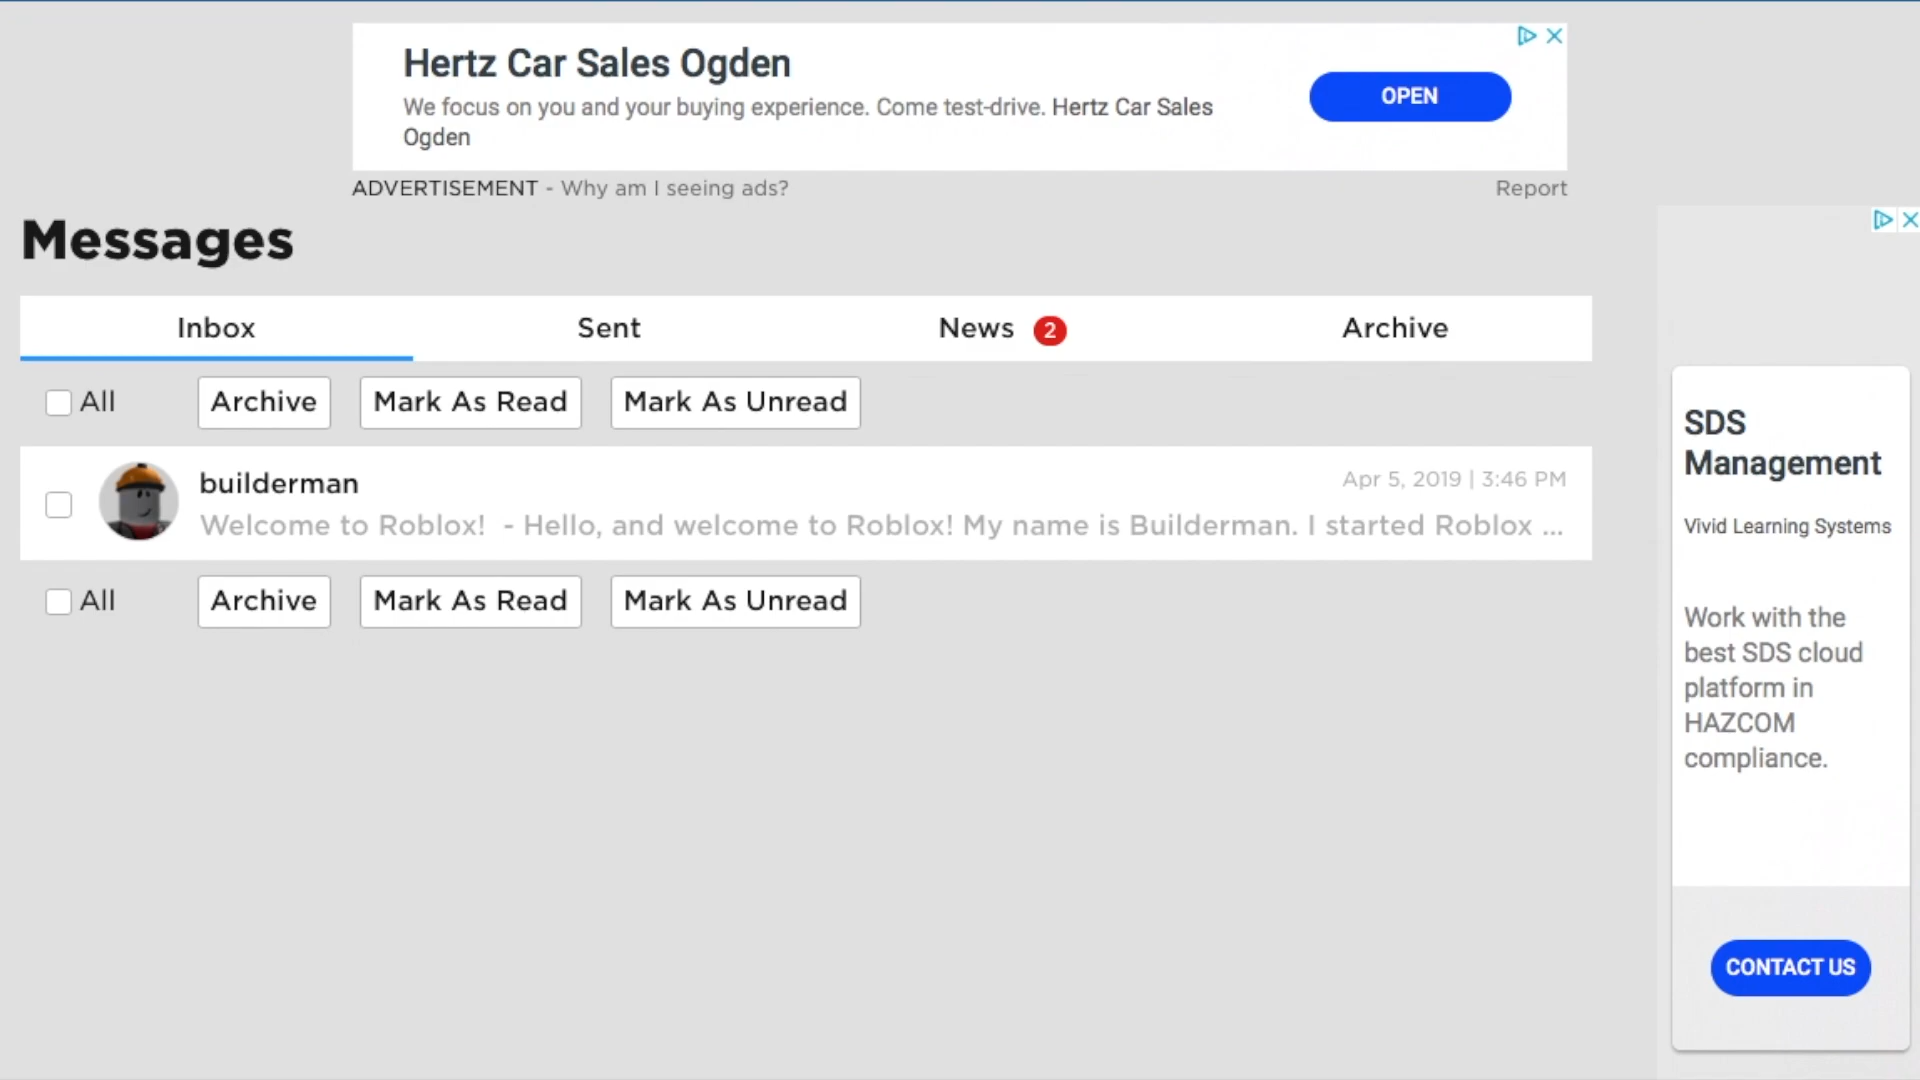 Hertz Car Sales Ogden
We focus on you and your buying experience. Come test-drive. Hertz Car Sales
Ogden
OPEN
ADVERTISEMENT - Why am I seeing ads?
Report
Messages
Inbox
Sent
News 2
Archive
All
Archive
Mark As Read
Mark As Unread
builderman
Apr 5, 2019 | 3:46 PM
Welcome to Roblox!  - Hello, and welcome to Roblox! My name is Builderman. I started Roblox ...
All
Archive
Mark As Read
Mark As Unread
SDS
Management
Vivid Learning Systems
Work with the
best SDS cloud
platform in
HAZCOM
compliance.
CONTACT US